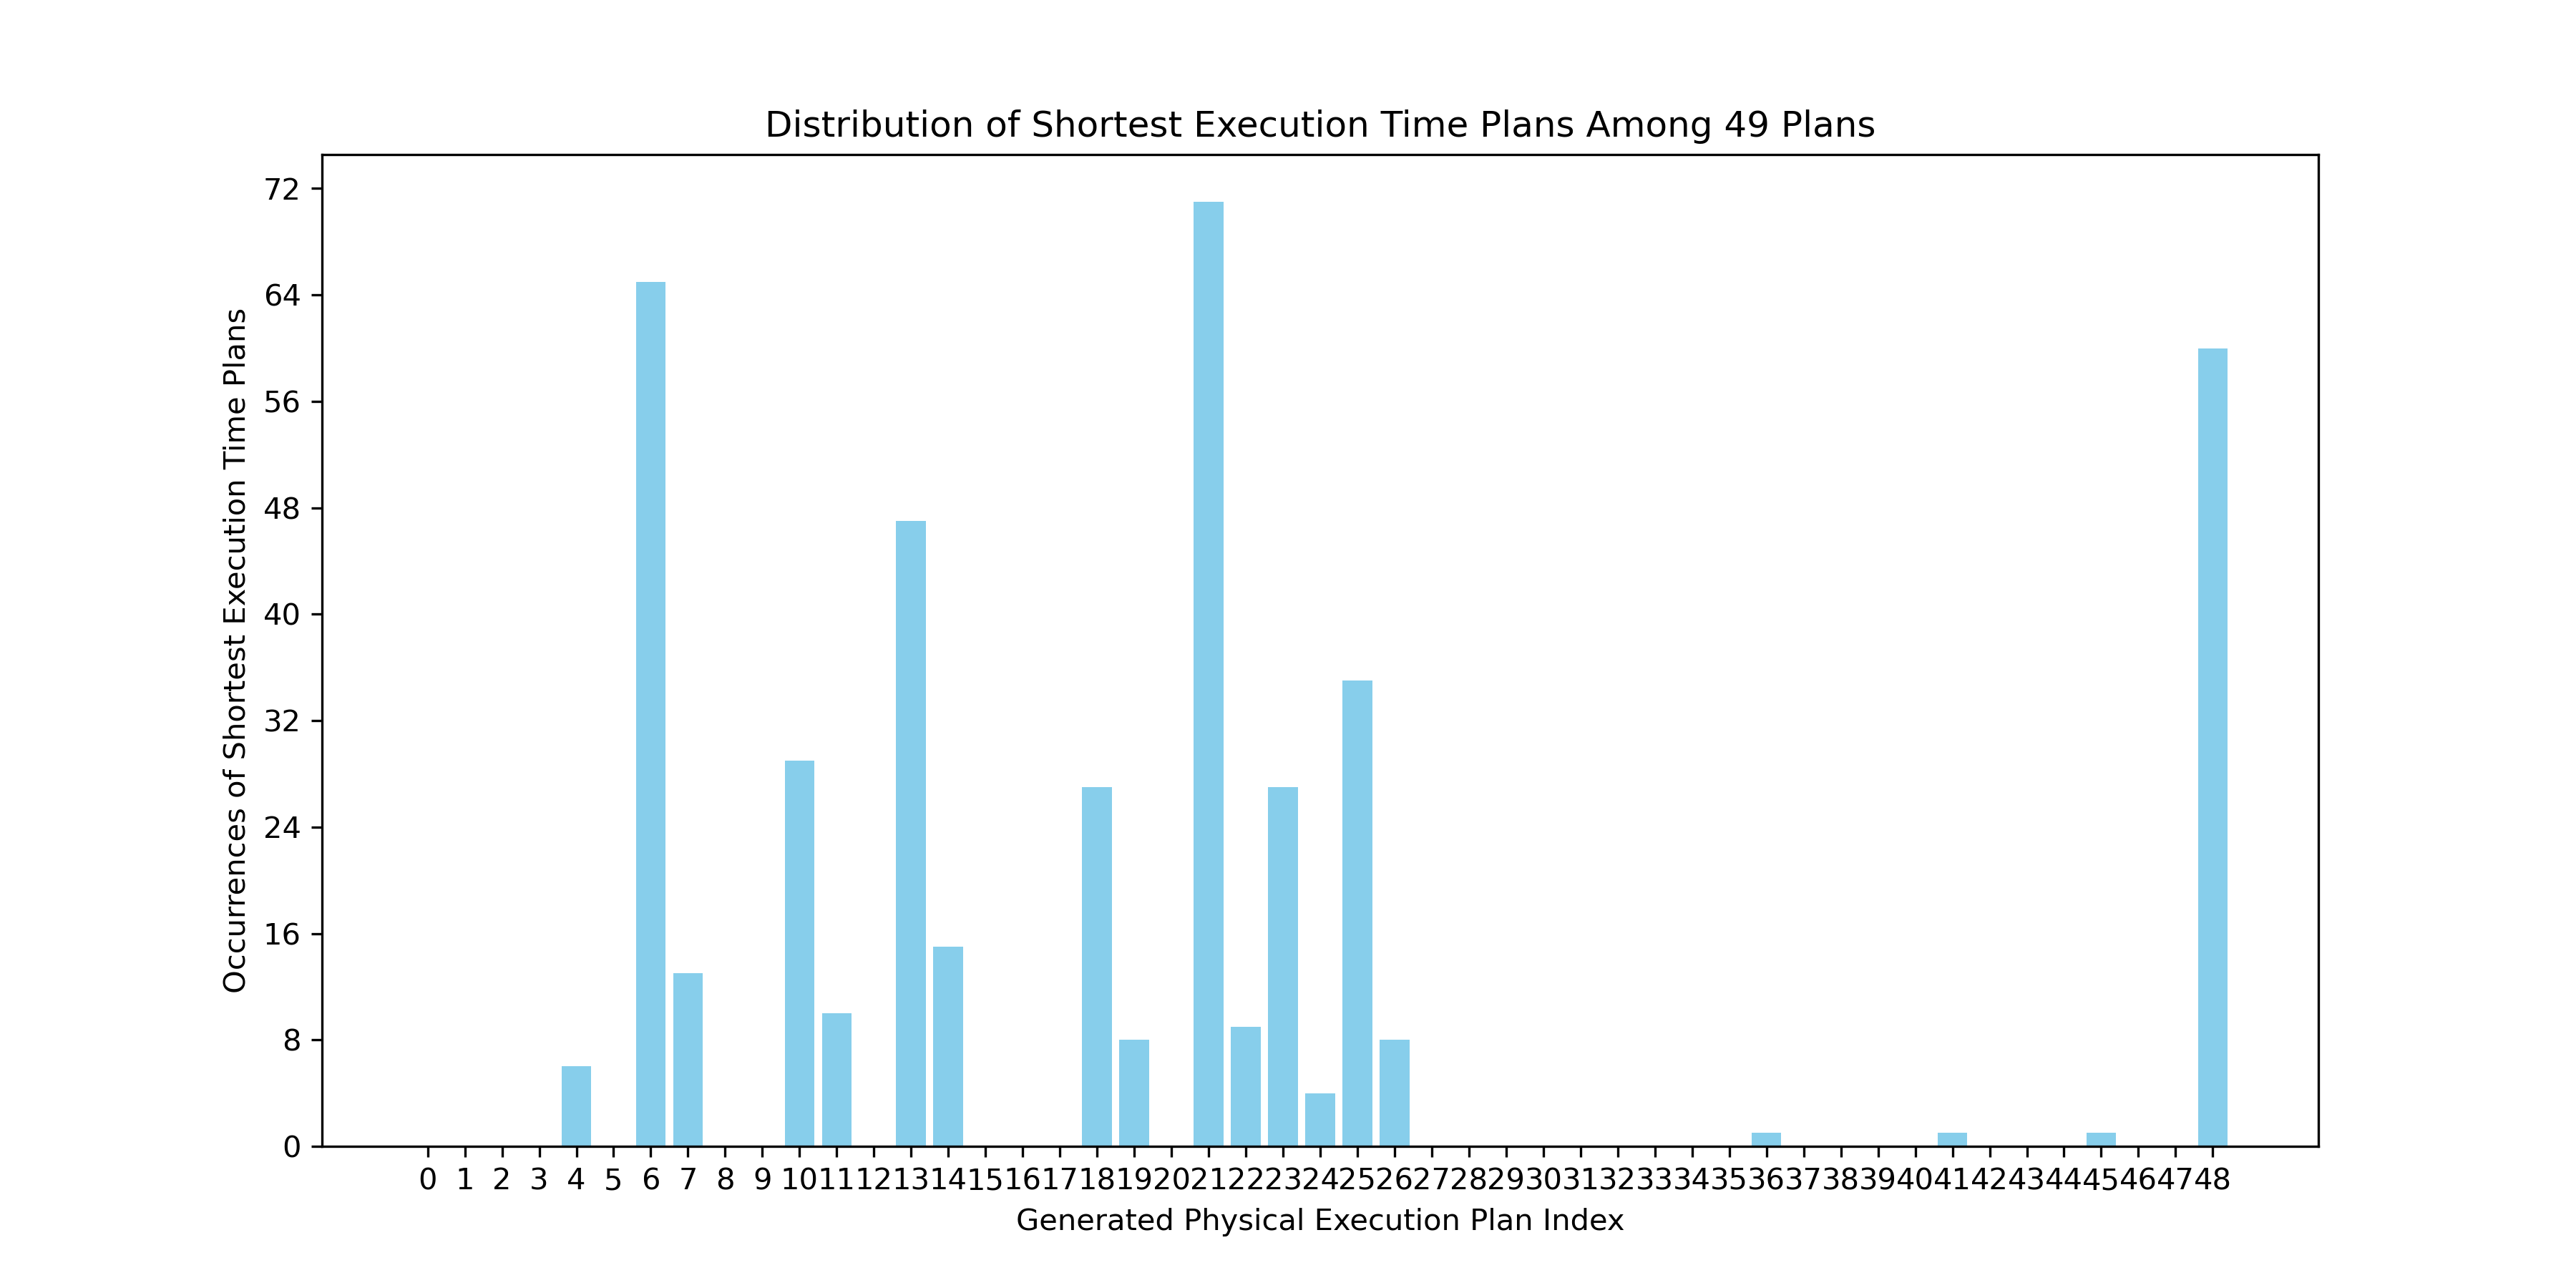 Distribution of Shortest Execution Time Plans Among 49 Plans
Occurrences of Shortest Execution Time Plans
72
64
56
48
40
32
24
16
8
0
0 1 2 3 4 5 6 7 8 9 10 11 12 13 14 15 16 17 18 19 20 21 22 23 24 25 26 27 28 29 30 31 32 33 34 35 36 37 38 39 40 41 42 43 44 45 46 47 48
Generated Physical Execution Plan Index